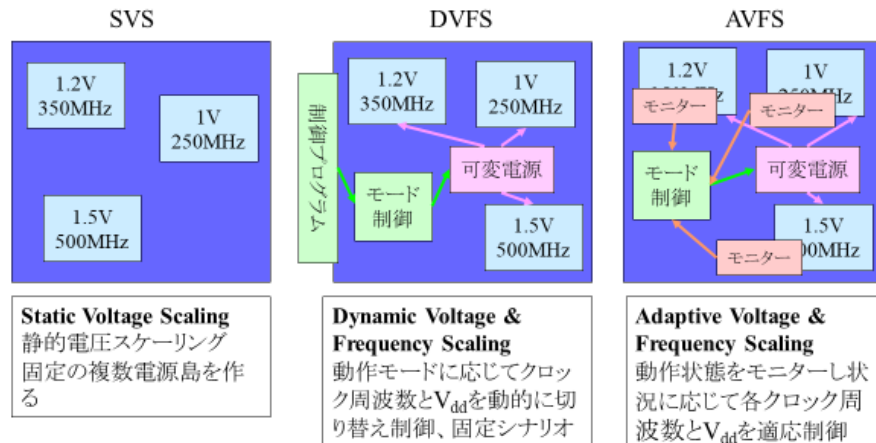 SVS
1.2V
350MHz
1V
250MHz
1.5V
500MHz
Static Voltage Scaling
静的電圧スケーリング
固定の複数電源島を作
る
DVFS
制御プログラム
1.2V
350MHz
1V
250MHz
可変電源
モード
制御
1.5V
500MHz
Dynamic Voltage &
Frequency Scaling
動作モードに応じてクロッ
ク周波数とVddを動的に切
り替え制御、固定シナリオ
AVFS
1.2V
1V
モニター
モニター
モード
制御
可変電源
1.5V
モニター
Adaptive Voltage &
Frequency Scaling
動作状態をモニターし状
況に応じて各クロック周
波数とVddを適応制御